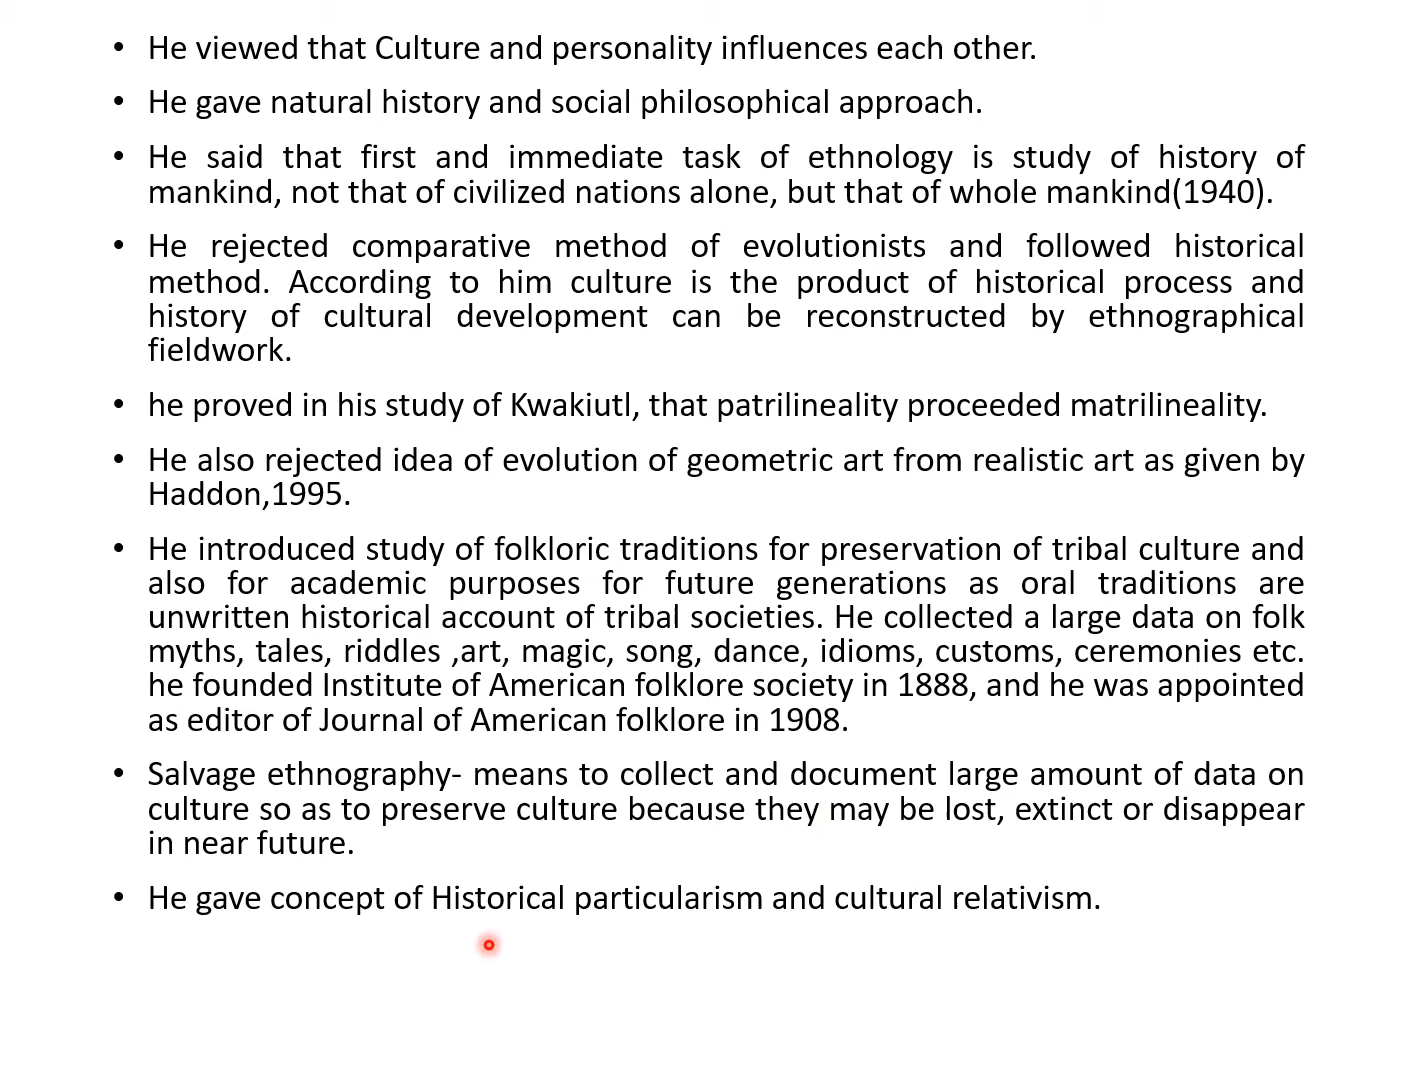 • He viewed that Culture and personality influences each other.
• He gave natural history and social philosophical approach.
• He said that first and immediate task of ethnology is study of history of
mankind, not that of civilized nations alone, but that of whole mankind(1940).
• He rejected comparative method of evolutionists and followed historical
method. According to him culture is the product of historical process and
history of cultural development can be reconstructed by ethnographical
fieldwork.
• he proved in his study of Kwakiutl, that patrilineality proceeded matrilineality.
• He also rejected idea of evolution of geometric art from realistic art as given by
Haddon,1995.
• He introduced study of folkloric traditions for preservation of tribal culture and
also for academic purposes for future generations as oral traditions are
unwritten historical account of tribal societies. He collected a large data on folk
myths, tales, riddles ,art, magic, song, dance, idioms, customs, ceremonies etc.
he founded Institute of American folklore society in 1888, and he was appointed
as editor of Journal of American folklore in 1908.
• Salvage ethnography- means to collect and document large amount of data on
culture so as to preserve culture because they may be lost, extinct or disappear
in near future.
• He gave concept of Historical particularism and cultural relativism.